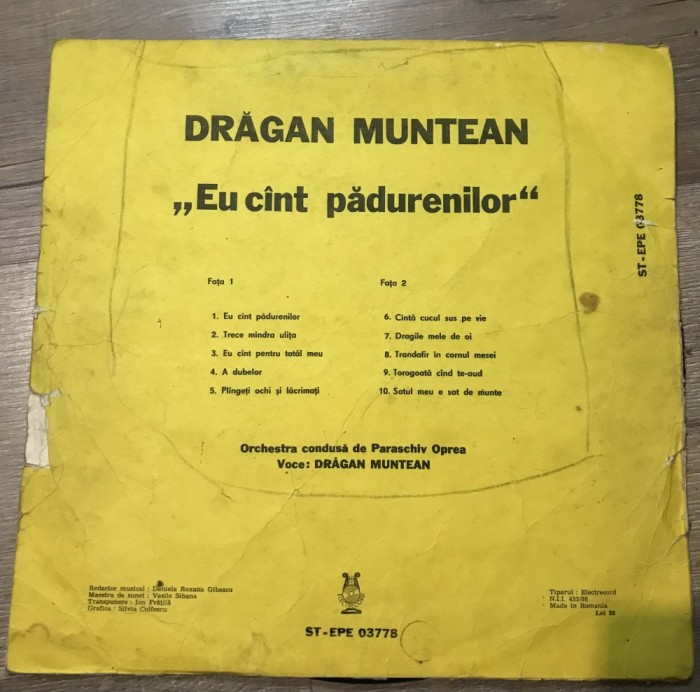 DRĂGAN MUNTEAN
„Eu cînt pădurenilor“
ST-EPE 03778
Fața 1
1. Eu cînt pădurenilor
2. Trece mîndra ulița
3. Eu cînt pentru tatăl meu
4. A dubelor
5. Plîngeți ochi și lăcrimați
Fața 2
6. Cîntă cucul sus pe vie
7. Dragile mele de oi
8. Trandafir în cornul mesei
9. Torogoată cînd te-aud
10. Satul meu e sat de munte
Orchestra condusă de Paraschiv Oprea
Voce: DRĂGAN MUNTEAN
Redactor muzical : Daniela Roxana Gibescu
Maestru de sunet : Vasile
Transpunere : Ion Frățilă
Grafica : Silvia Culfescu
ST-EPE 03778
Tiparul : Electrecord
N.I.I. 433/88
Made in Romania
Lei